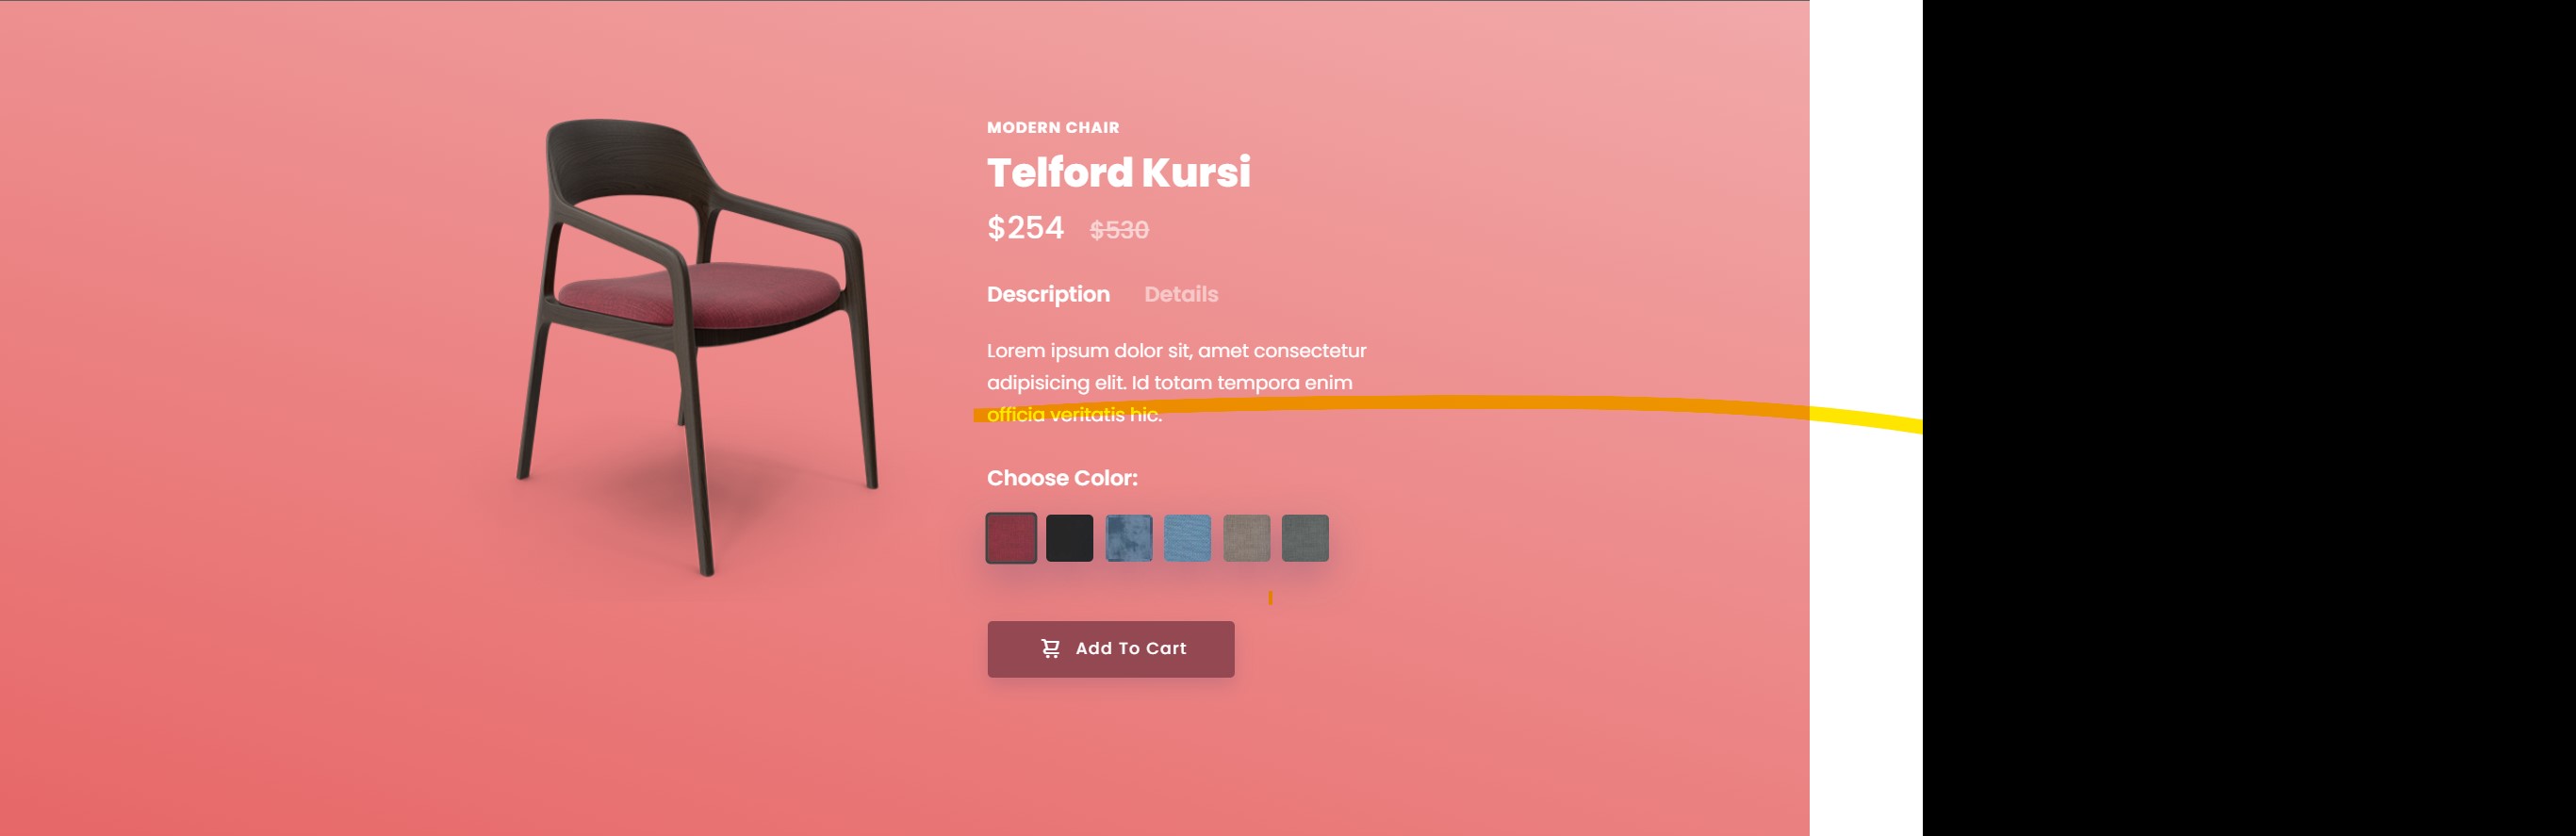 MODERN CHAIR
Telford Kursi
$254 $530
Description Details
Lorem ipsum dolor sit, amet consectetur
adipisicing elit. Id totam tempora enim
officia veritatis hic.
Choose Color:
Add To Cart